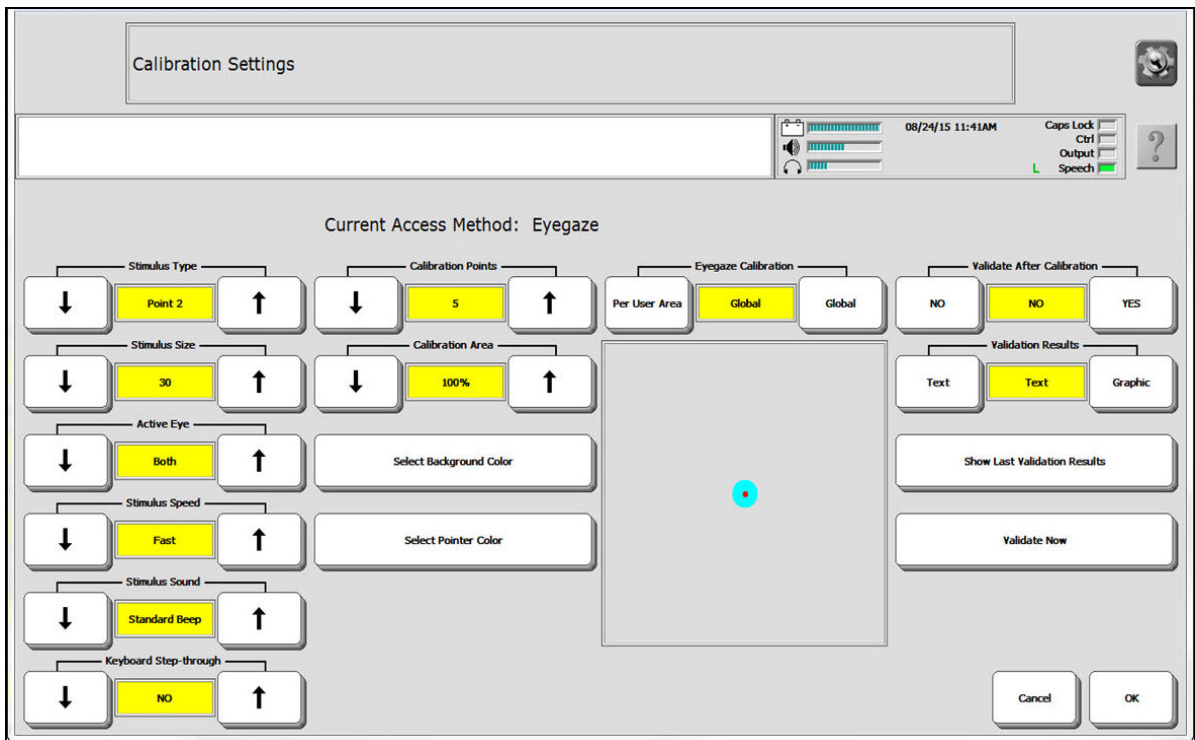 Calibration Settings
08/24/15 11:41AM
Caps Lock
Ctrl
Output
L Speech
?
Current Access Method: Eyegaze
Stimulus Type
Point 2
Calibration Points
5
Eyegaze Calibration
Per User Area Global Global
Validate After Calibration
NO NO YES
Stimulus Size
30
Calibration Area
100%
Validation Results
Text Text Graphic
Active Eye
Both
Select Background Color
Show Last Validation Results
Stimulus Speed
Fast
Select Pointer Color
Validate Now
Stimulus Sound
Standard Beep
Keyboard Step-through
NO
Cancel OK